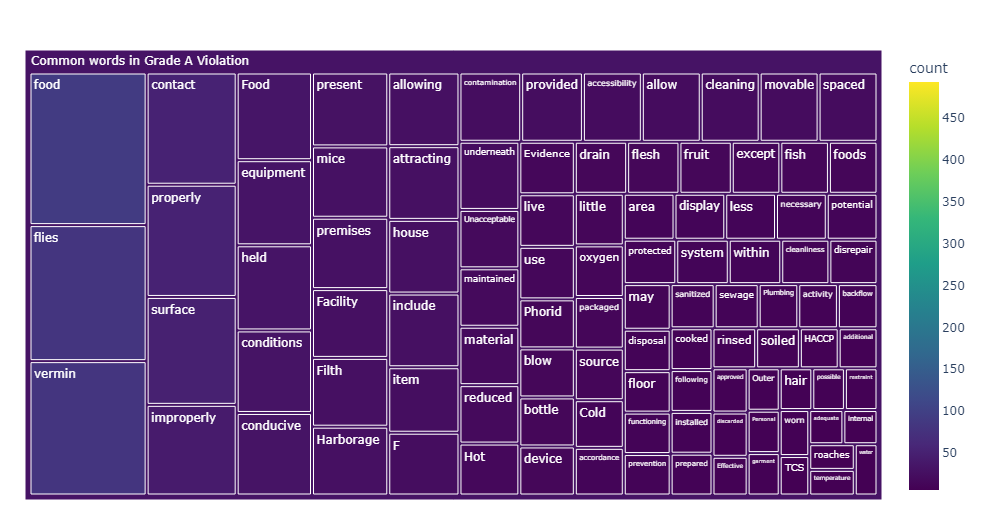 Common words in Grade A Violation
food
flies
vermin
contact
properly
surface
improperly
Food
equipment
held
conditions
conducive
present
mice
premises
Facility
Filth
Harborage
allowing
attracting
house
include
item
F
contamination
underneath
Unacceptable
maintained
material
reduced
Hot
provided
accessibility
allow
cleaning
movable
spaced
Evidence
live
use
Phorid
blow
bottle
device
drain
little
oxygen
packaged
source
Cold
accordance
flesh
fruit
except
fish
foods
area
display
less
necessary
potential
protected
system
within
cleanliness
disrepair
may
sanitized
sewage
Plumbing
activity
backflow
disposal
cooked
rinsed
soiled
HACCP
additional
floor
following
approved
Outer
hair
possible
restraint
functioning
installed
discarded
Personal
worn
adequate
Internal
prevention
prepared
Effective
garment
TCS
roaches
temperature
water
count
450
400
350
300
250
200
150
100
50